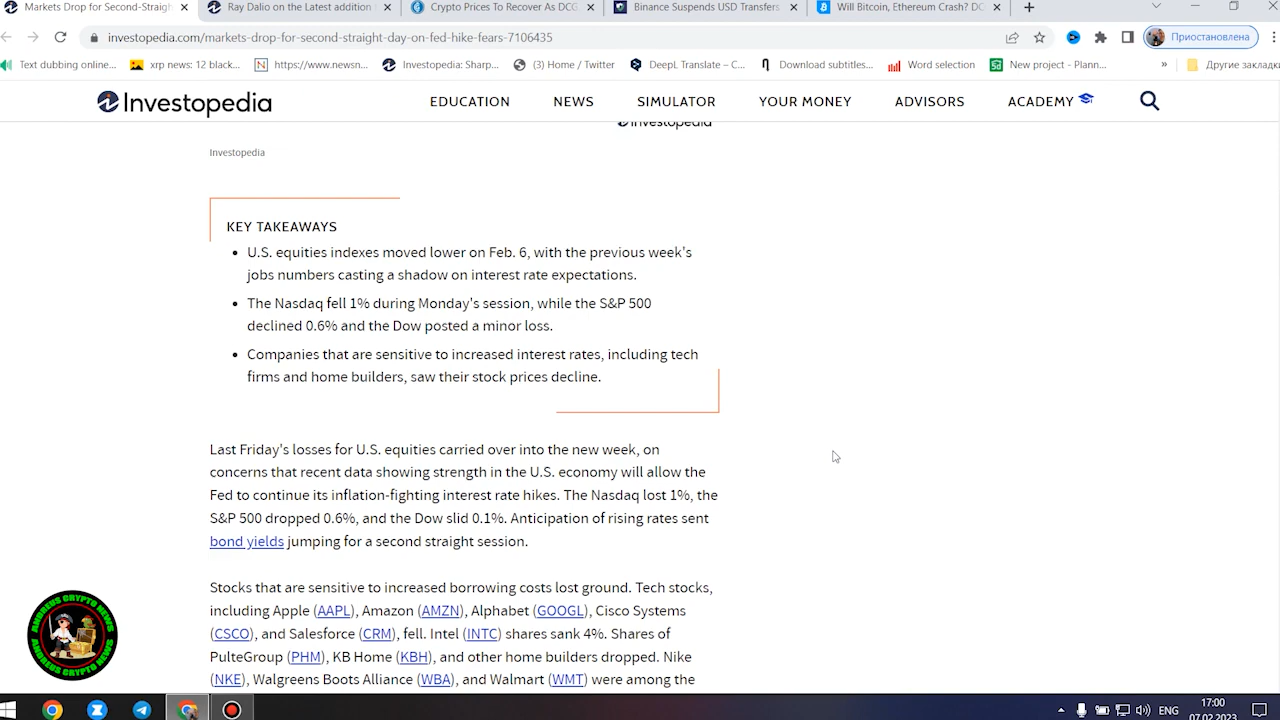 Markets Drop for Second-Straigh
Ray Dalio on the Latest addition
Crypto Prices To Recover As DCG
Binance Suspends USD Transfers
Will Bitcoin, Ethereum Crash? DC
investopedia.com/markets-drop-for-second-straight-day-on-fed-hike-fears-7106435
Приостановлена
Text dubbing online...
xrp news: 12 black...
https://www.newsn...
Investopedia: Sharp...
(3) Home / Twitter
DeepL Translate – C...
Download subtitles...
Word selection
New project - Plann...
»
Другие закладки
Investopedia
EDUCATION
NEWS
SIMULATOR
YOUR MONEY
ADVISORS
ACADEMY
Investopedia
Investopedia
KEY TAKEAWAYS
• U.S. equities indexes moved lower on Feb. 6, with the previous week's
jobs numbers casting a shadow on interest rate expectations.
• The Nasdaq fell 1% during Monday's session, while the S&P 500
declined 0.6% and the Dow posted a minor loss.
• Companies that are sensitive to increased interest rates, including tech
firms and home builders, saw their stock prices decline.
Last Friday's losses for U.S. equities carried over into the new week, on
concerns that recent data showing strength in the U.S. economy will allow the
Fed to continue its inflation-fighting interest rate hikes. The Nasdaq lost 1%, the
S&P 500 dropped 0.6%, and the Dow slid 0.1%. Anticipation of rising rates sent
bond yields jumping for a second straight session.
Stocks that are sensitive to increased borrowing costs lost ground. Tech stocks,
including Apple (AAPL), Amazon (AMZN), Alphabet (GOOGL), Cisco Systems
(CSCO), and Salesforce (CRM), fell. Intel (INTC) shares sank 4%. Shares of
PulteGroup (PHM), KB Home (KBH), and other home builders dropped. Nike
(NKE), Walgreens Boots Alliance (WBA), and Walmart (WMT) were among the
ANDREUS CRYPTO NEWS
ANDREUS CRYPTO NEWS
ENG
17:00
07.02.2023